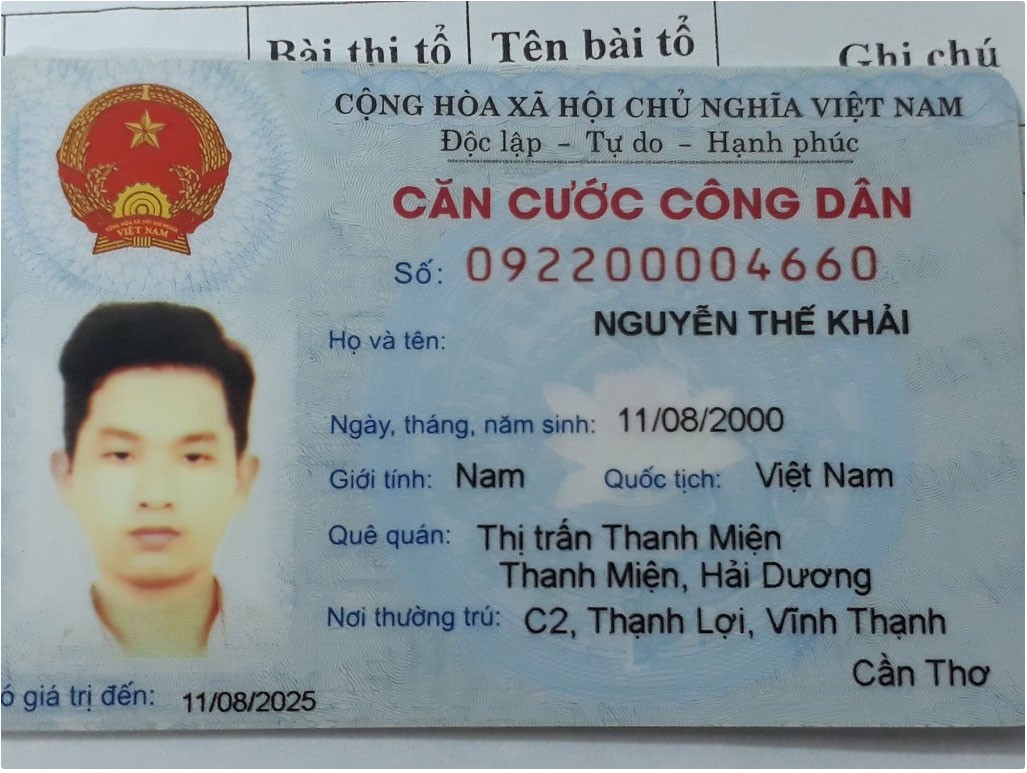 Bài thi tổ
Tên bài tổ
Ghi chú
CỘNG HÒA XÃ HỘI CHỦ NGHĨA VIỆT NAM
Độc lập - Tự do - Hạnh phúc
CĂN CƯỚC CÔNG DÂN
Số: 092200004660
Họ và tên: NGUYỄN THẾ KHẢI
Ngày, tháng, năm sinh: 11/08/2000
Giới tính: Nam Quốc tịch: Việt Nam
Quê quán: Thị trấn Thanh Miện
Thanh Miện, Hải Dương
Nơi thường trú: C2, Thạnh Lợi, Vĩnh Thạnh
Cần Thơ
ó giá trị đến: 11/08/2025
VIỆT NAM